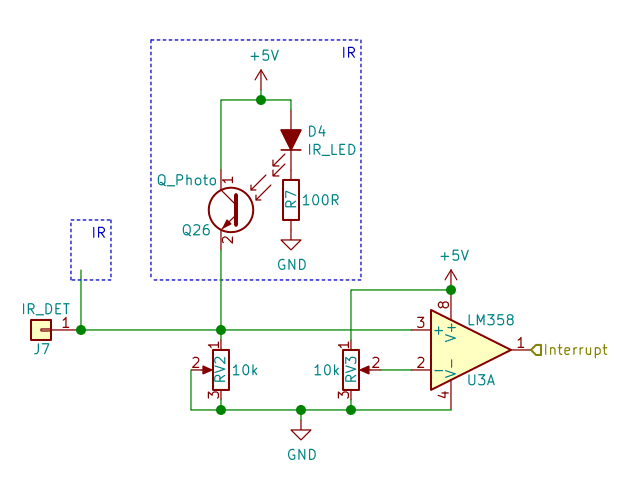 IR
+5V
D4
IR_LED
Q_Photo
1
R7
100R
Q26
2
GND
IR
+5V
IR_DET
1
J7
8
LM358
3
+
V+
1
Interrupt
1
2
RV2
10k
3
1
10k
RV3
2
3
2
-
V-
4
U3A
GND